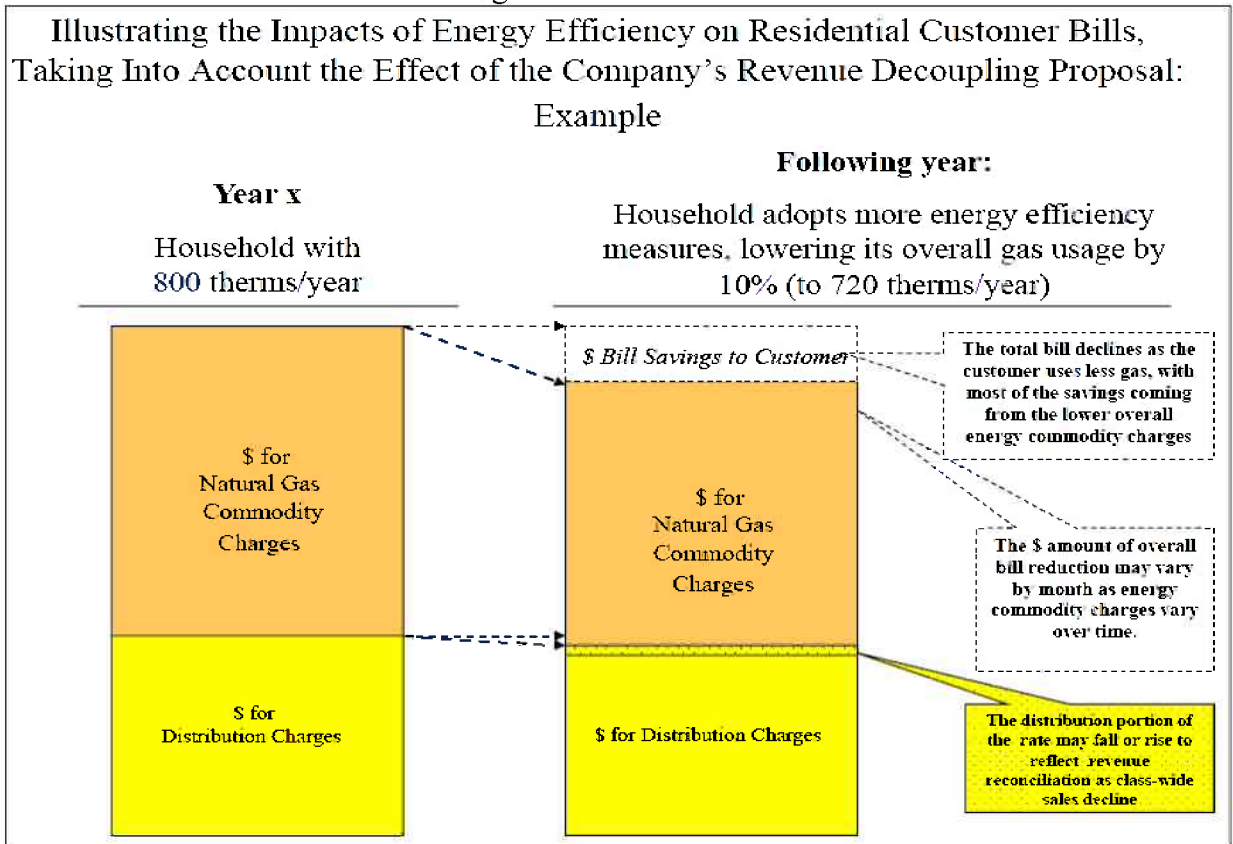 Illustrating the Impacts of Energy Efficiency on Residential Customer Bills,
Taking Into Account the Effect of the Company's Revenue Decoupling Proposal:
Example
Year x
Household with
800 therms/year
Following year:
Household adopts more energy efficiency
measures, lowering its overall gas usage by
10% (to 720 therms/year)
$ for
Natural Gas
Commodity
Charges
$ for
Distribution Charges
$ Bill Savings to Customer
$ for
Natural Gas
Commodity
Charges
$ for Distribution Charges
The total bill declines as the
customer uses less gas, with
most of the savings coming
from the lower overall
energy commodity charges
The $ amount of overall
bill reduction may vary
by month as energy
commodity charges vary
over time.
The distribution portion of
the rate may fall or rise to
reflect revenue
reconciliation as class-wide
sales decline